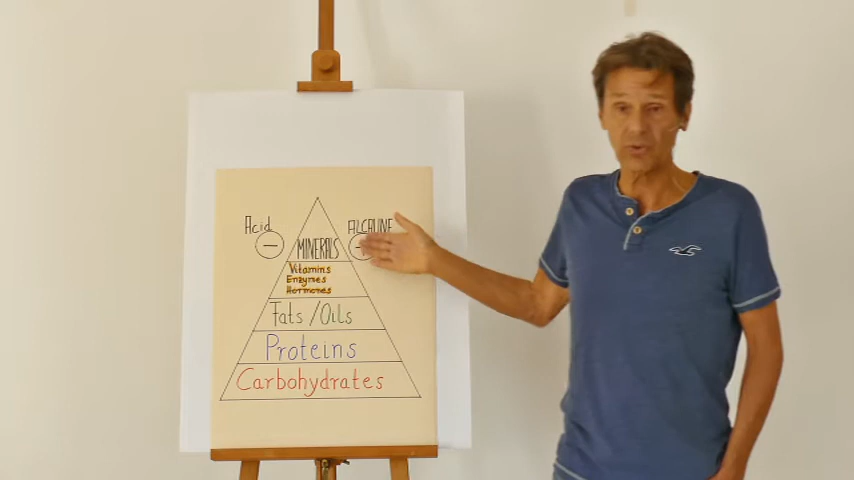 Acid
ALCALINE
−
−
MINERALS
Vitamins
Enzymes
Hormones
Fats / Oils
Proteins
Carbohydrates